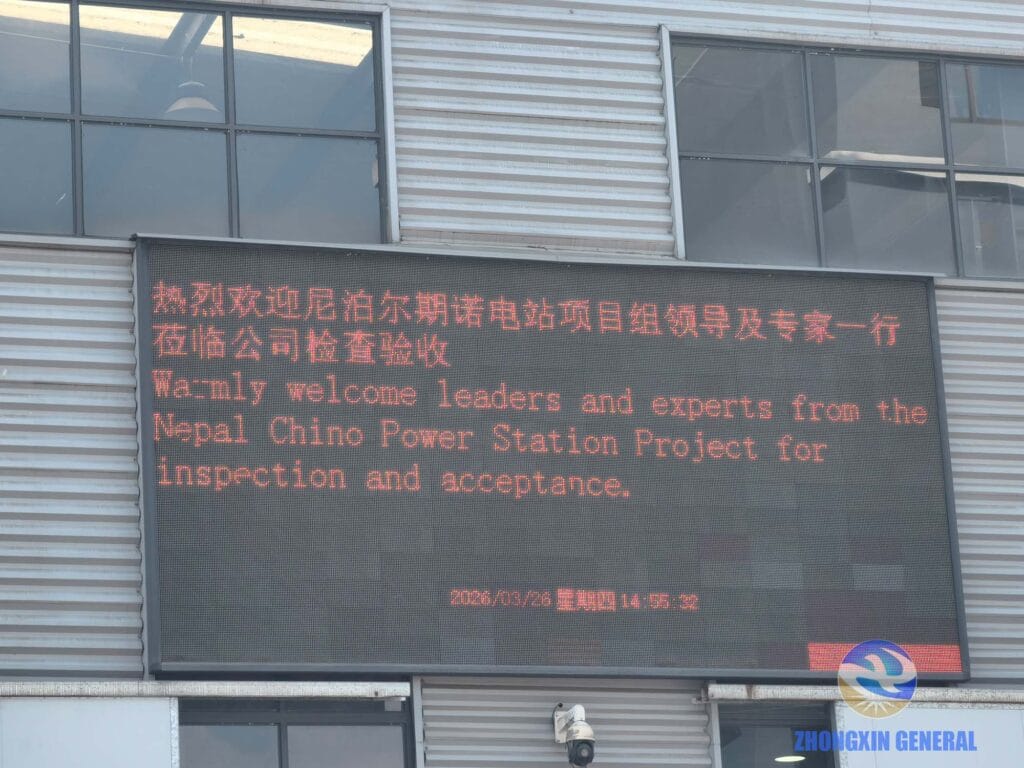 热烈欢迎尼泊尔期诺电站项目组领导及专家一行
莅临公司检查验收
Warmly welcome leaders and experts from the
Nepal Chino Power Station Project for
inspection and acceptance.
2026/03/26 星期四 14:55:32
ZHONGXIN GENERAL